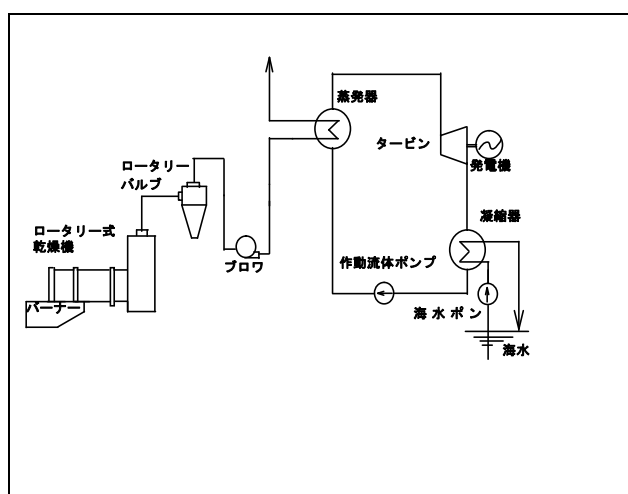 蒸発器
タービン
発電機
ロータリー
バルブ
凝縮器
ロータリー式
乾燥機
ブロワ
作動流体ポンプ
バーナー
海水ポン
海水